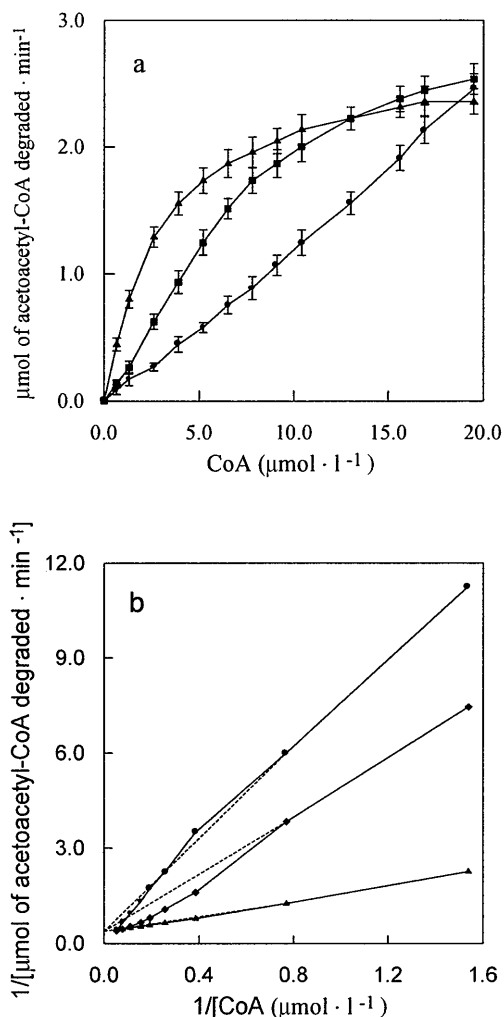 a
3.0
2.0
1.0
0.0
0.0 5.0 10.0 15.0 20.0
CoA (µmol · l -1 )
µmol of acetoacetyl-CoA degraded · min-1
b
12.0
9.0
6.0
3.0
0.0
0.0 0.4 0.8 1.2 1.6
1/[CoA (µmol · l -1)
1/[µmol of acetoacetyl-CoA degraded · min -1]